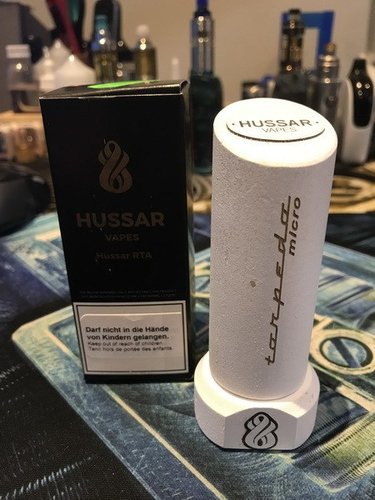 HUSSAR
VAPES
Hussar RTA
Darf nicht in die Hände
von Kindern gelangen.
Keep out of reach of children.
Tenir hors de portée des enfants.
· HUSSAR ·
VAPES
torpedo
micro